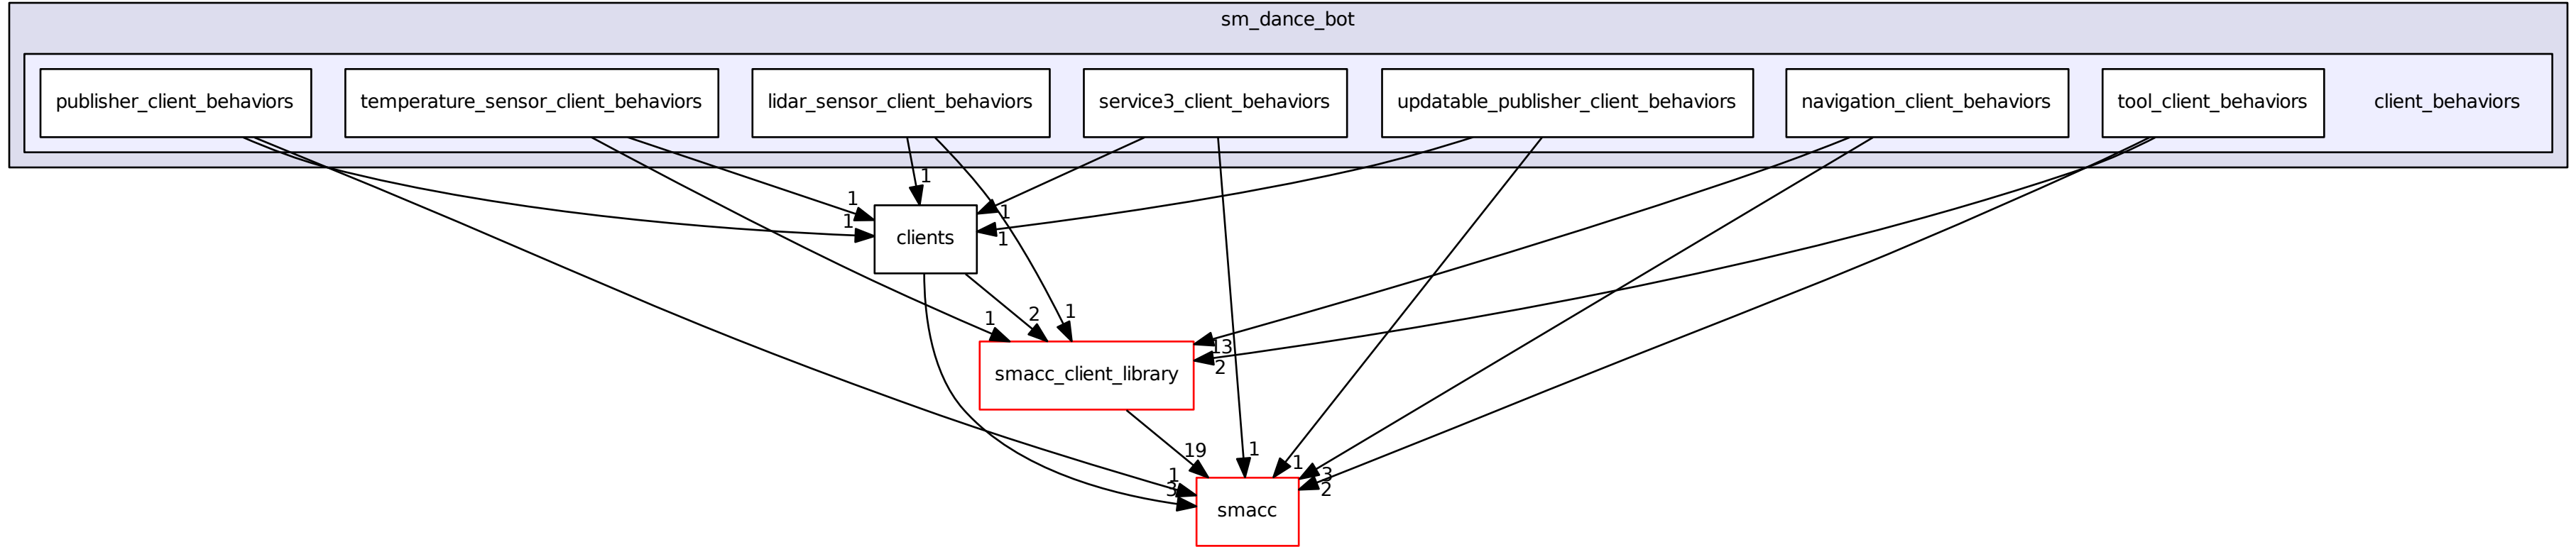 sm_dance_bot
publisher_client_behaviors
temperature_sensor_client_behaviors
lidar_sensor_client_behaviors
service3_client_behaviors
updatable_publisher_client_behaviors
navigation_client_behaviors
tool_client_behaviors
client_behaviors
1
1
1
1
1
clients
1
2
1
13
2
smacc_client_library
19
1
1
1
3
3
2
smacc